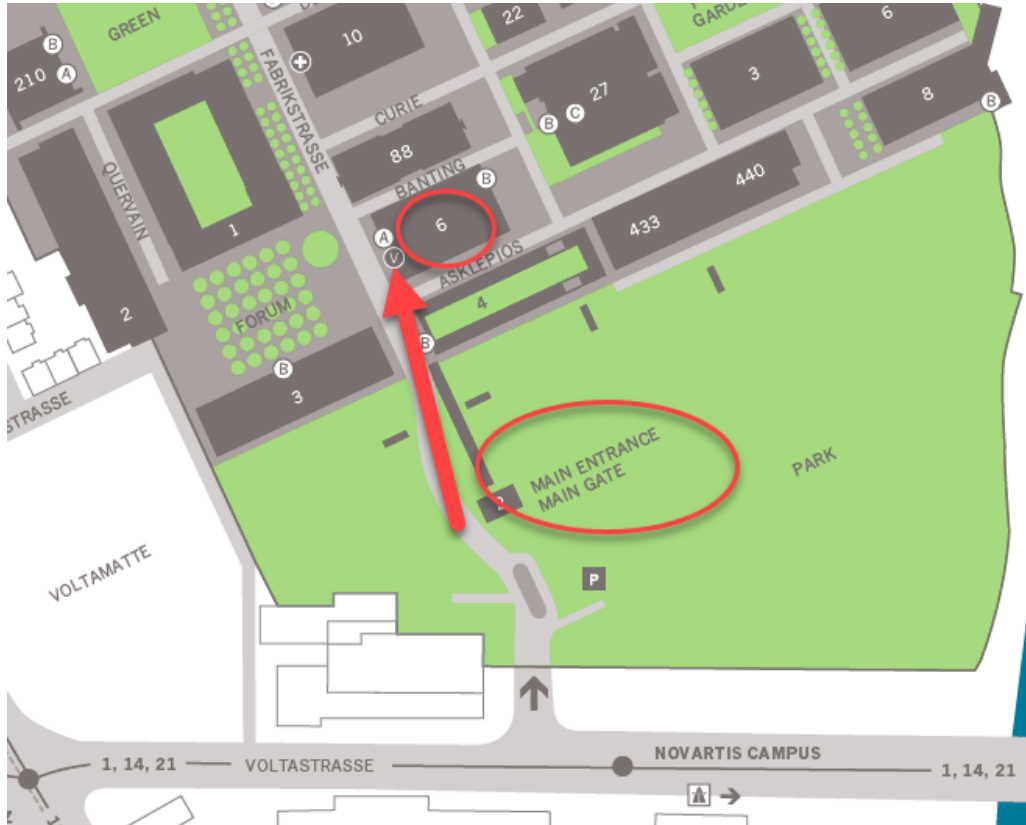 GREEN
22
GARDE
6
B
10
210
A
FABRIKSTRASSE
27
3
8
B
B
C
CURIE
88
QUERVAIN
BANTING
B
440
1
6
433
A
V
ASKLEPIOS
2
FORUM
4
B
B
3
STRASSE
MAIN ENTRANCE
MAIN GATE
PARK
2
VOLTAMATTE
P
NOVARTIS CAMPUS
1, 14, 21
VOLTASTRASSE
1, 14, 21